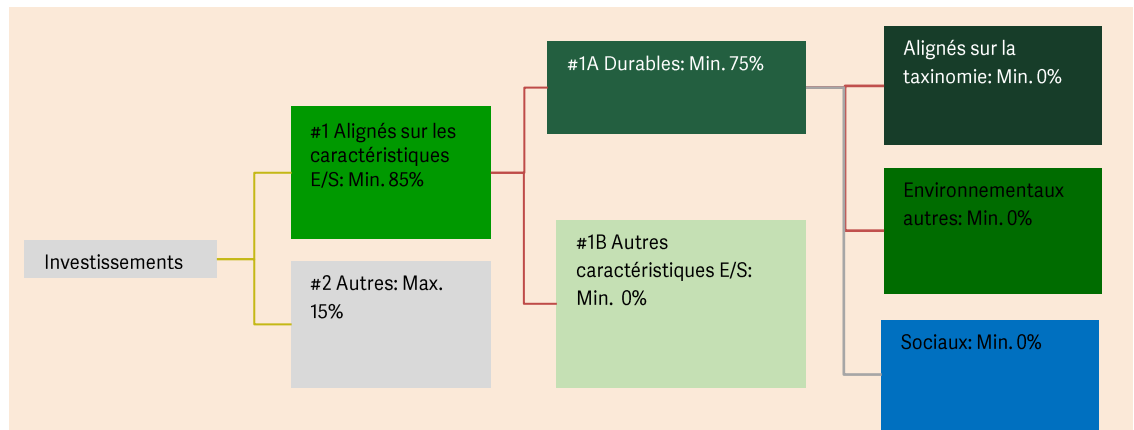 Investissements
#1 Alignés sur les
caractéristiques
E/S: Min. 85%
#2 Autres: Max.
15%
#1A Durables: Min. 75%
#1B Autres
caractéristiques E/S:
Min.  0%
Alignés sur la
taxinomie: Min. 0%
Environnementaux
autres: Min. 0%
Sociaux: Min. 0%